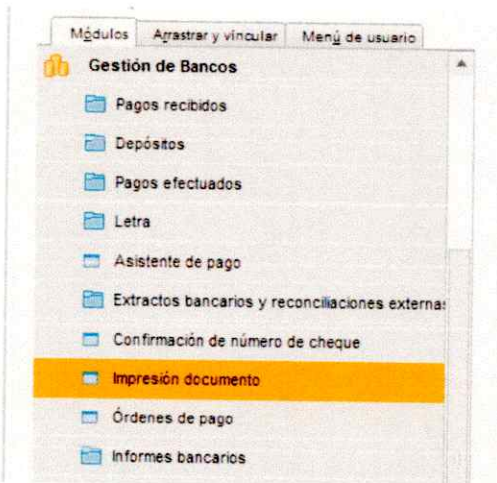 Módulos Arrastrar y vincular Menú de usuario
Gestión de Bancos
Pagos recibidos
Depósitos
Pagos efectuados
Letra
Asistente de pago
Extractos bancarios y reconciliaciones externas
Confirmación de número de cheque
Impresión documento
Órdenes de pago
Informes bancarios